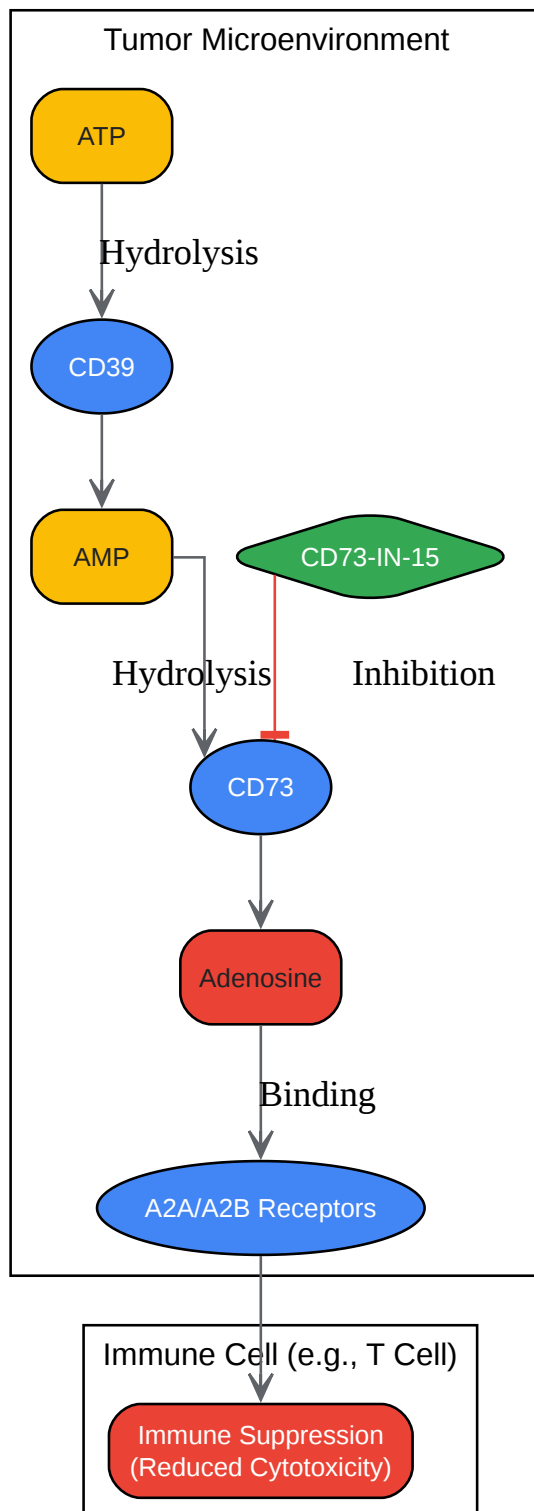 Tumor Microenvironment
ATP
Hydrolysis
CD39
AMP
CD73-IN-15
Hydrolysis
Inhibition
CD73
Adenosine
Binding
A2A/A2B Receptors
Immune Cell (e.g., T Cell)
Immune Suppression
(Reduced Cytotoxicity)